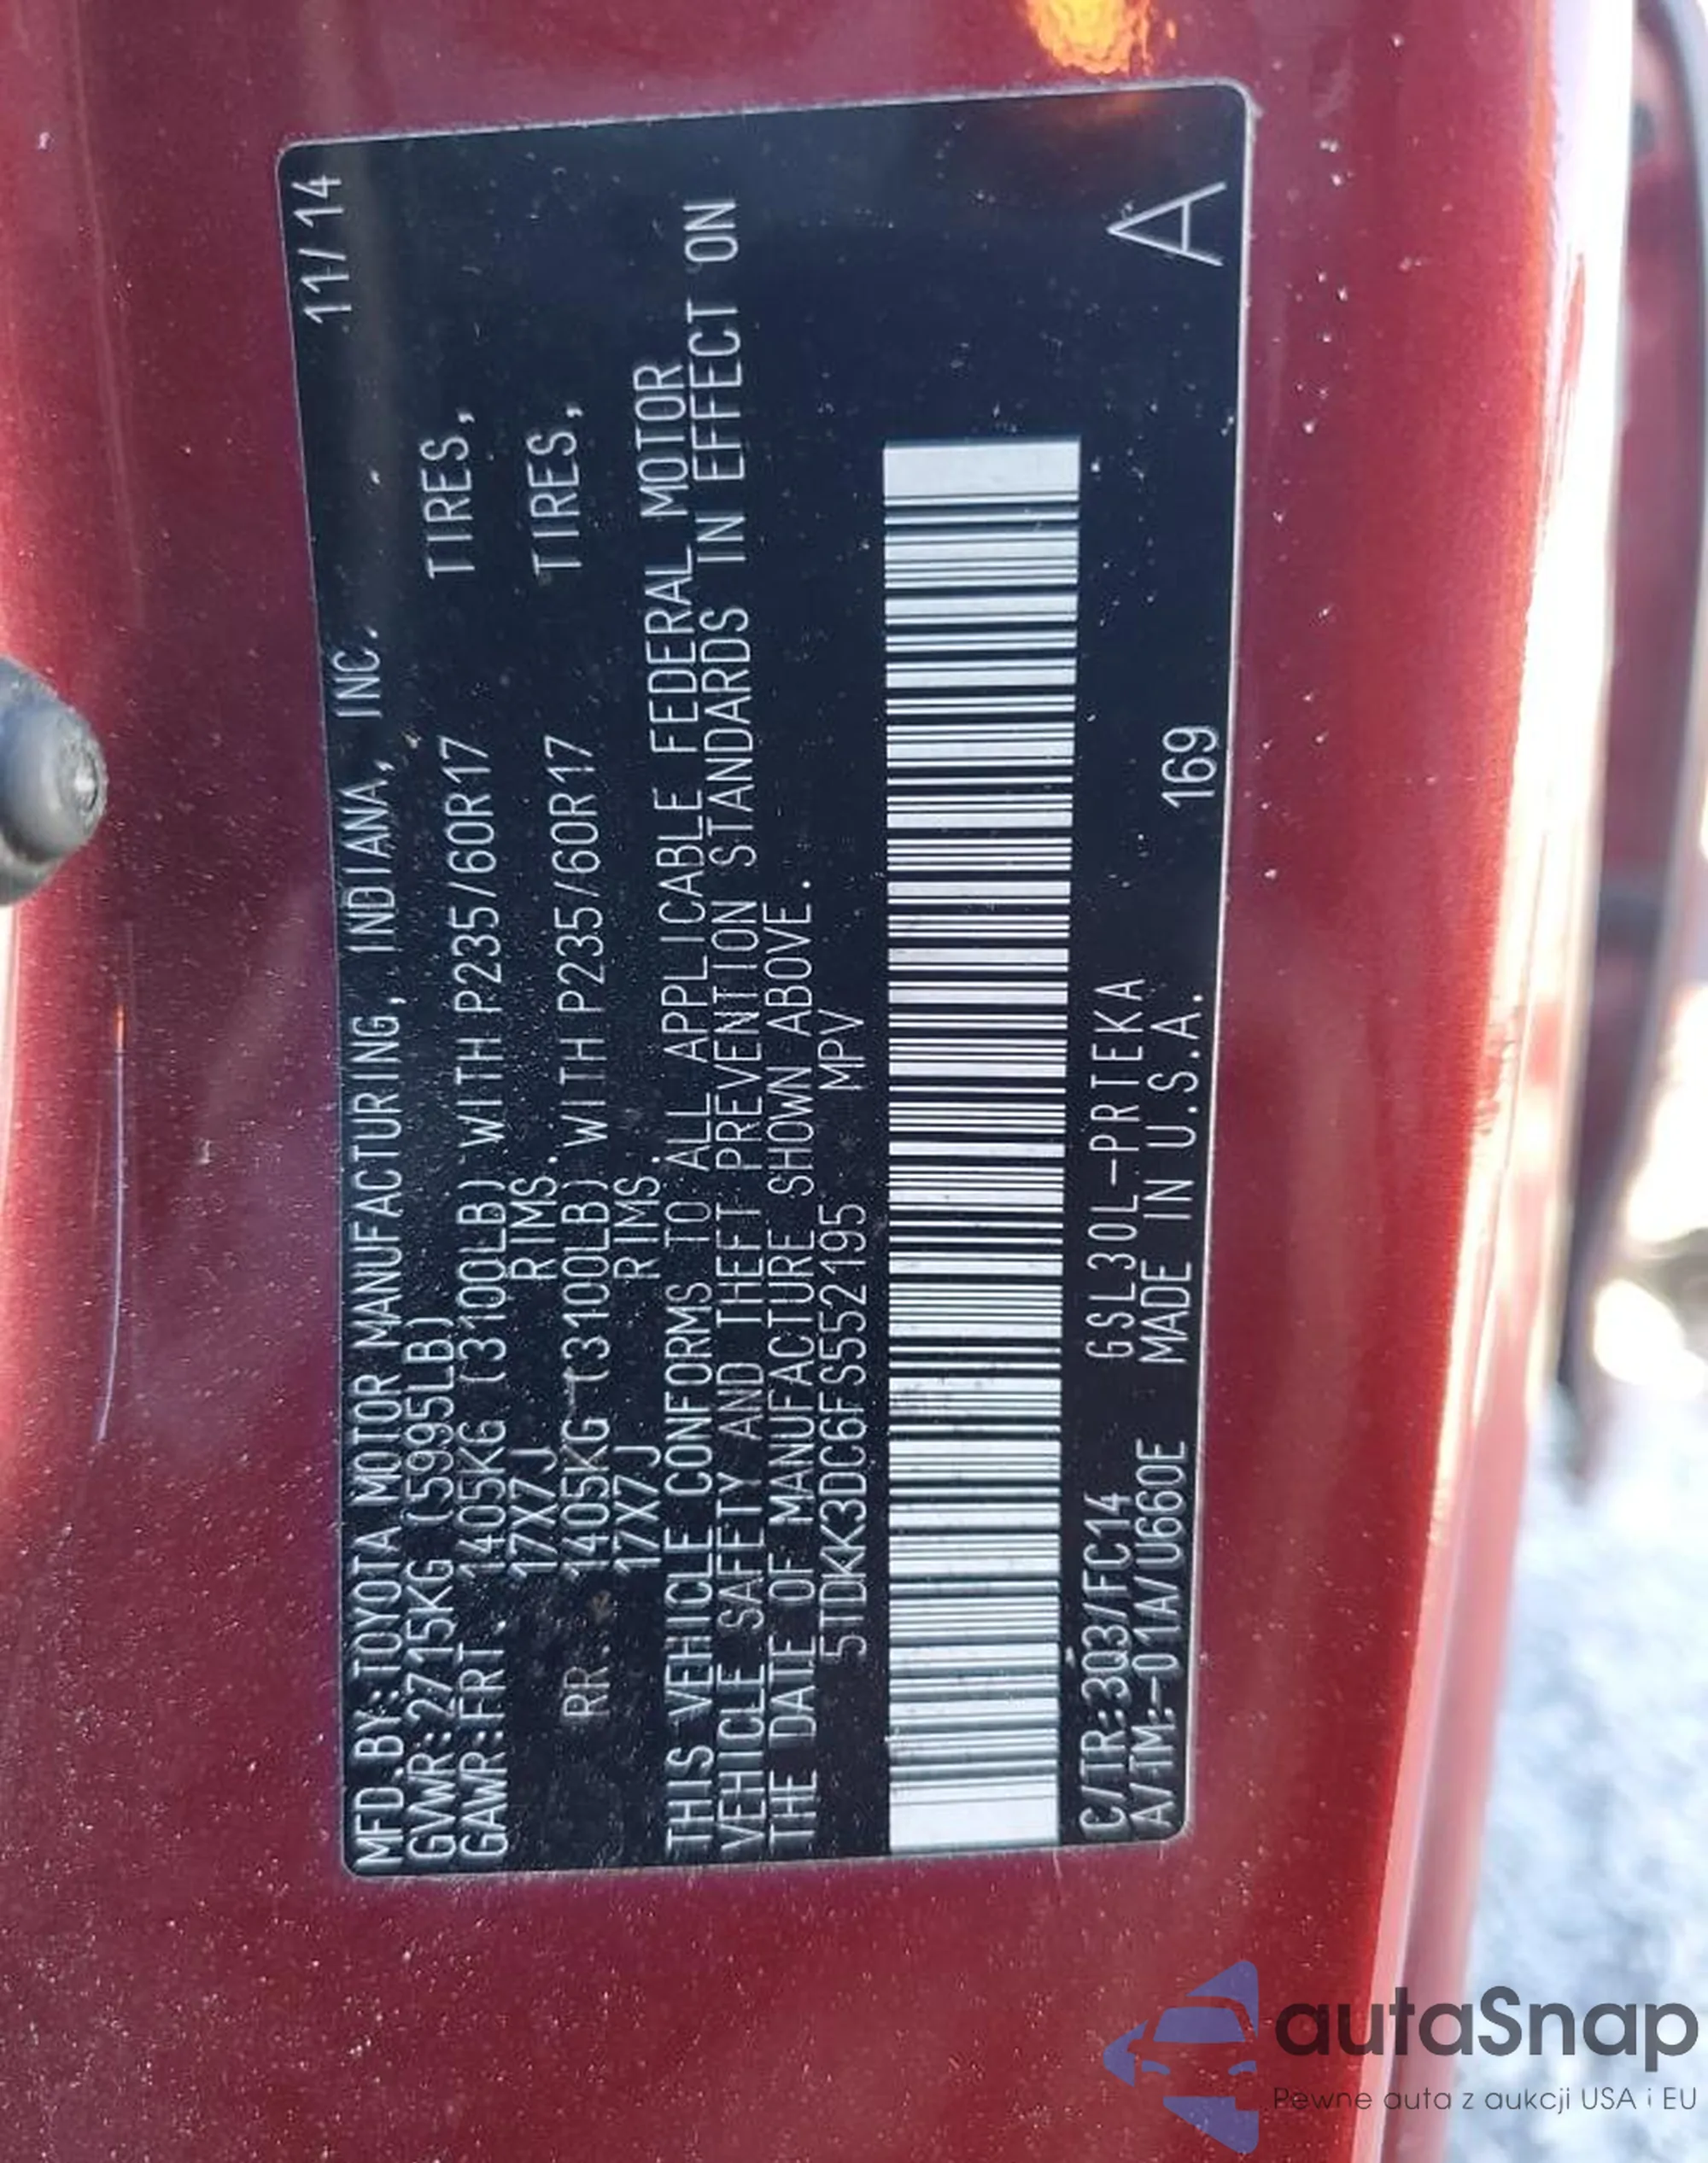 MFD.BY:TOYOTA MOTOR MANUFACTURING, INDIANA, INC. 11/14
GVWR:2715KG (5995LB)
GAWR:FRT. 1405KG (3100LB) WITH P235/60R17 TIRES,
17X7J RIMS.
RR. 1405KG (3100LB) WITH P235/60R17 TIRES,
17X7J RIMS.
THIS VEHICLE CONFORMS TO ALL APPLICABLE FEDERAL MOTOR
VEHICLE SAFETY AND THEFT PREVENTION STANDARDS IN EFFECT ON
THE DATE OF MANUFACTURE SHOWN ABOVE.
5TDKK3DC6FS552195 MPV
C/TR:3Q3/FC14 GSL30L-PRTEKA
A/TM:-01A/U660E MADE IN U.S.A. 169 A
autaSnap
Pewne auta z aukcji USA i EU